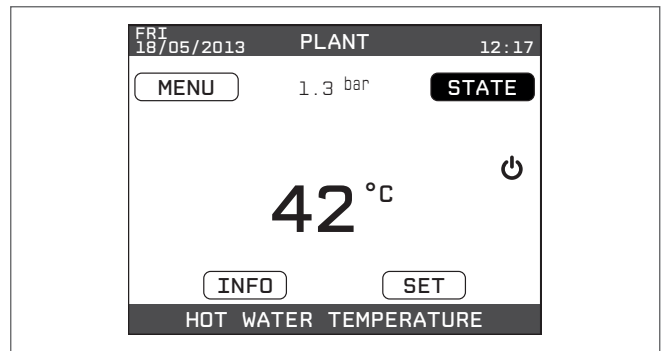 FRI
18/05/2013 PLANT 12:17
MENU 1.3 bar STATE
42 °C
INFO SET
HOT WATER TEMPERATURE